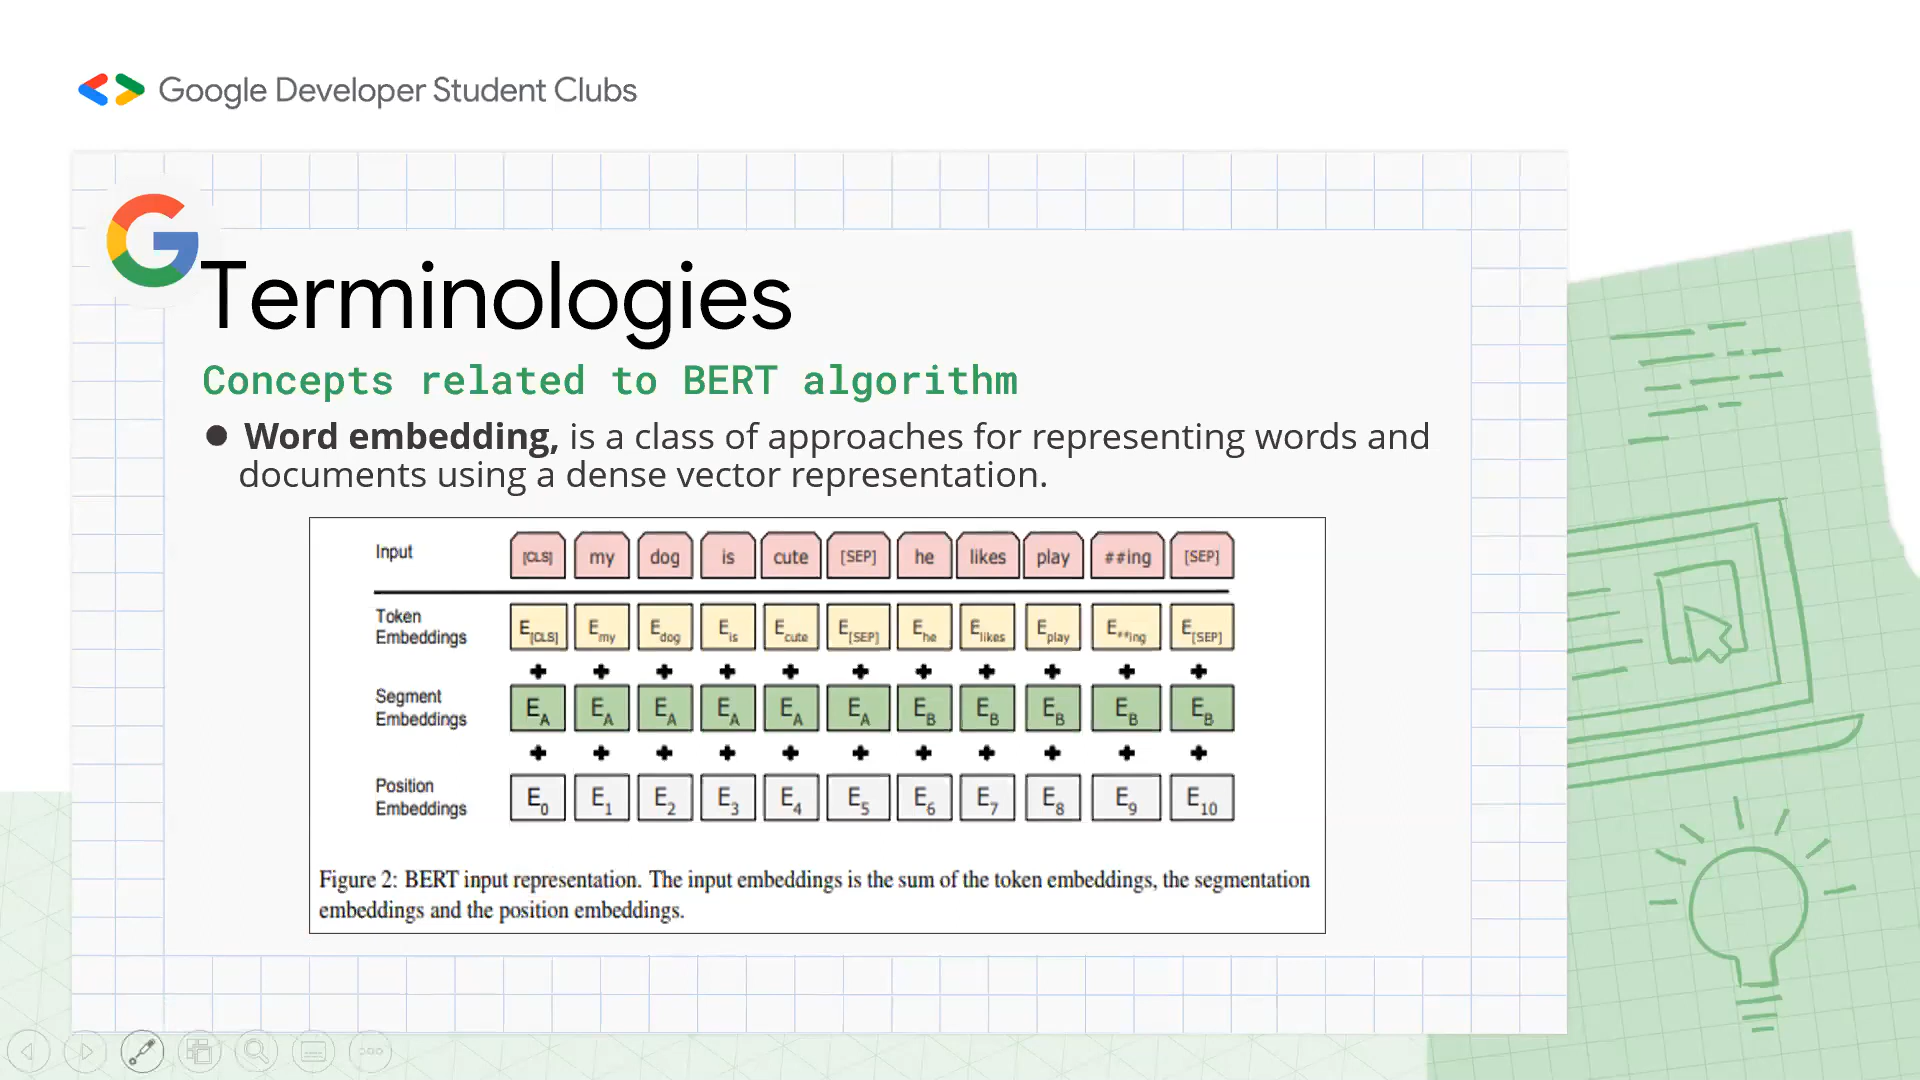 Google Developer Student Clubs
Terminologies
Concepts related to BERT algorithm
● Word embedding, is a class of approaches for representing words and
documents using a dense vector representation.
Input [CLS] my dog is cute [SEP] he likes play ##ing [SEP]
Token
Embeddings
E[CLS] Emy Edog Eis Ecute E[SEP] Ehe Elikes Eplay E##ing E[SEP]
Segment
Embeddings
EA EA EA EA EA EA EB EB EB EB EB
Position
Embeddings
E0 E1 E2 E3 E4 E5 E6 E7 E8 E9 E10
Figure 2: BERT input representation. The input embeddings is the sum of the token embeddings, the segmentation
embeddings and the position embeddings.